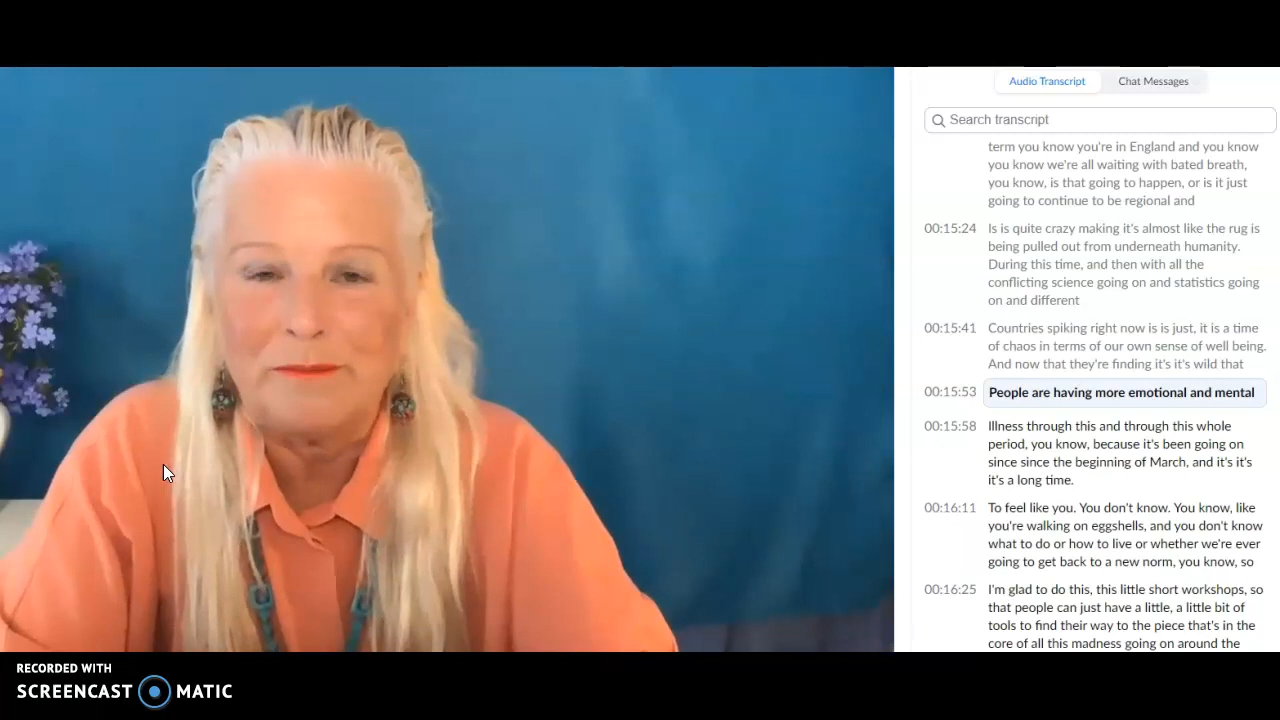 Audio Transcript
Chat Messages
Search transcript
term you know you're in England and you know
you know we're all waiting with bated breath,
you know, is that going to happen, or is it just
going to continue to be regional and
00:15:24
Is is quite crazy making it's almost like the rug is
being pulled out from underneath humanity.
During this time, and then with all the
conflicting science going on and statistics going
on and different
00:15:41
Countries spiking right now is is just, it is a time
of chaos in terms of our own sense of well being.
And now that they're finding it's it's wild that
00:15:53
People are having more emotional and mental
00:15:58
Illness through this and through this whole
period, you know, because it's been going on
since since the beginning of March, and it's it's
it's a long time.
00:16:11
To feel like you. You don't know. You know, like
you're walking on eggshells, and you don't know
what to do or how to live or whether we're ever
going to get back to a new norm, you know, so
00:16:25
I'm glad to do this, this little short workshops, so
that people can just have a little, a little bit of
tools to find their way to the piece that's in the
core of all this madness going on around the
RECORDED WITH
SCREENCAST MATIC